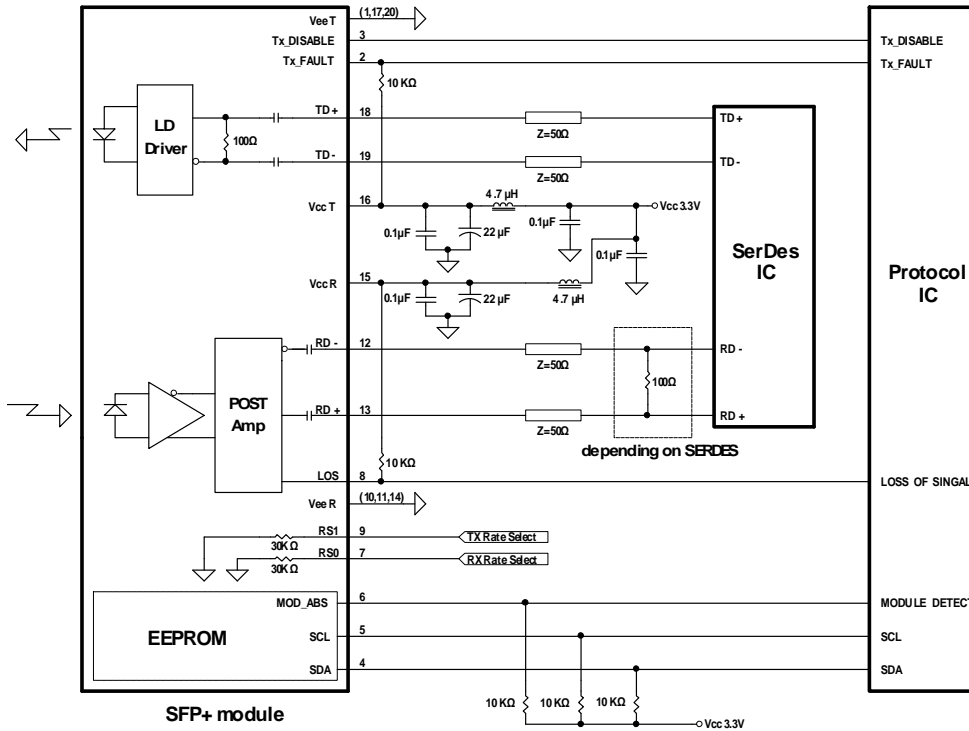 VeeT (1,17,20)
Tx_DISABLE 3 Tx_DISABLE
Tx_FAULT 2 Tx_FAULT
10 KΩ
LD
Driver
100Ω
TD+ 18 Z=50Ω TD+
TD- 19 Z=50Ω TD-
VccT 16 4.7 µH Vcc 3.3V
0.1µF 22 µF 0.1µF 0.1µF
VccR 15 4.7 µH
0.1µF 22 µF
SerDes
IC
Protocol
IC
RD- 12 Z=50Ω RD-
100Ω
POST
Amp
RD+ 13 Z=50Ω RD+
depending on SERDES
10 KΩ
LOS 8 LOSS OF SINGAL
VeeR (10,11,14)
RS1 9 TX Rate Select
30KΩ
RS0 7 RX Rate Select
30KΩ
MOD_ABS 6 MODULE DETECT
EEPROM
SCL 5 SCL
SDA 4 SDA
10 KΩ 10 KΩ 10 KΩ
Vcc 3.3V
SFP+ module